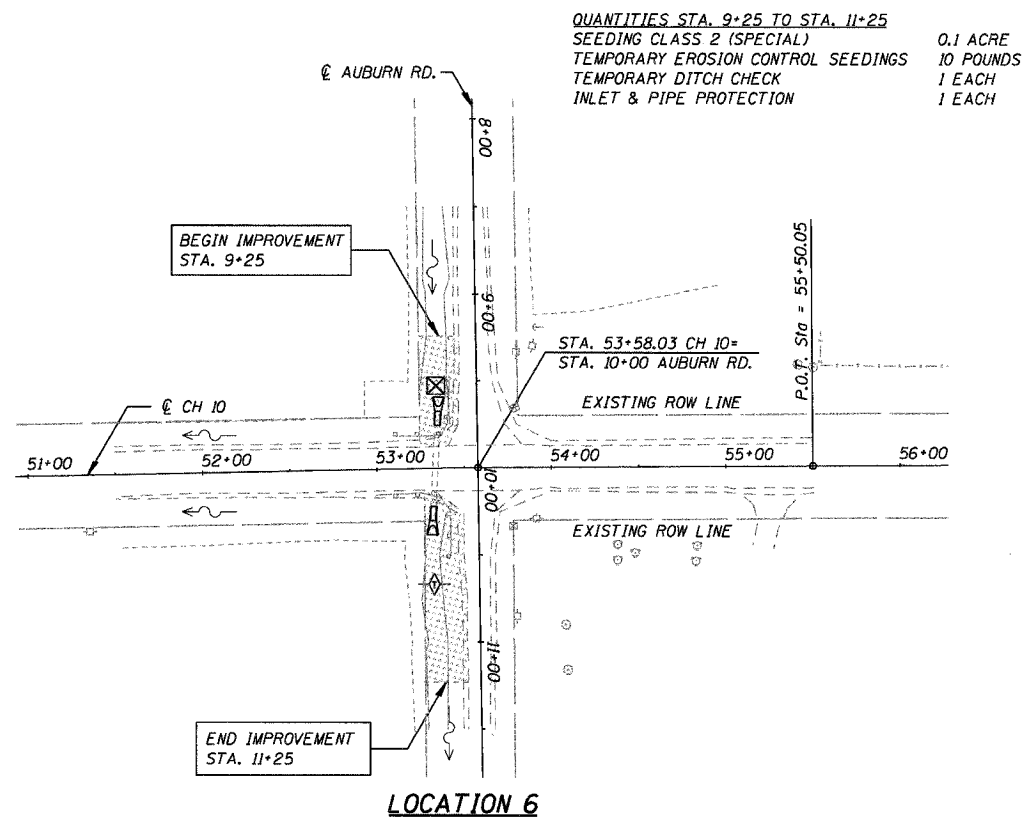 QUANTITIES STA. 9+25 TO STA. 11+25
SEEDING CLASS 2 (SPECIAL) 0.1 ACRE
TEMPORARY EROSION CONTROL SEEDINGS 10 POUNDS
TEMPORARY DITCH CHECK 1 EACH
INLET & PIPE PROTECTION 1 EACH
℄ AUBURN RD.
8+00
BEGIN IMPROVEMENT
STA. 9+25
9+00
P.O.T. Sta = 55+50.05
STA. 53+58.03 CH 10=
STA. 10+00 AUBURN RD.
℄ CH 10
EXISTING ROW LINE
51+00 52+00 53+00 54+00 55+00 56+00
10+00
EXISTING ROW LINE
T
11+00
END IMPROVEMENT
STA. 11+25
LOCATION 6